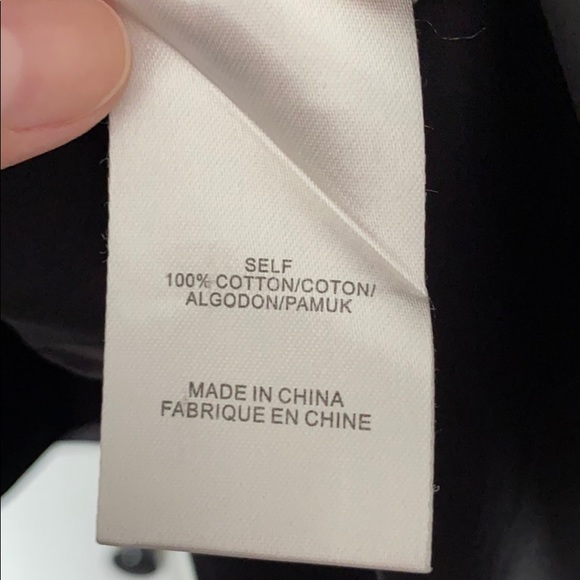 SELF
100% COTTON/COTON/
ALGODON/PAMUK
MADE IN CHINA
FABRIQUE EN CHINE